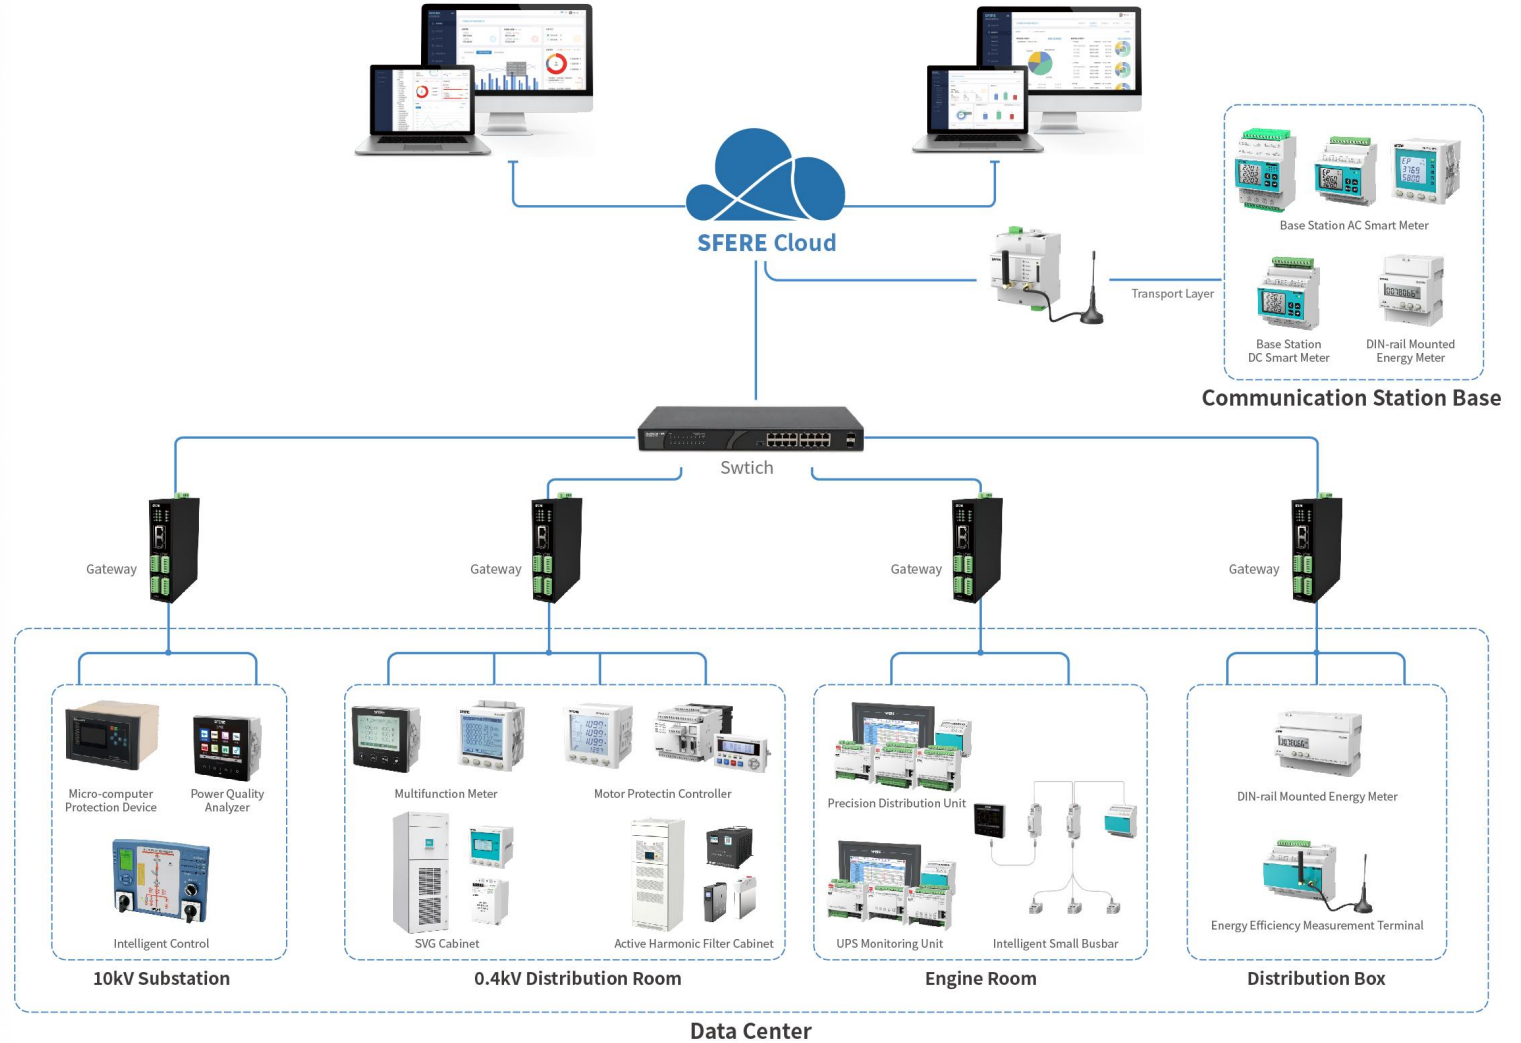 SFERE
SFERE
SFERE Cloud
Base Station AC Smart Meter
Transport Layer
Base Station
DC Smart Meter
DIN-rail Mounted
Energy Meter
Communication Station Base
Swtich
Gateway
Gateway
Gateway
Gateway
Micro-computer
Protection Device
Power Quality
Analyzer
Intelligent Control
10kV Substation
Multifunction Meter
Motor Protectin Controller
SVG Cabinet
Active Harmonic Filter Cabinet
0.4kV Distribution Room
Precision Distribution Unit
UPS Monitoring Unit
Intelligent Small Busbar
Engine Room
DIN-rail Mounted Energy Meter
Energy Efficiency Measurement Terminal
Distribution Box
Data Center